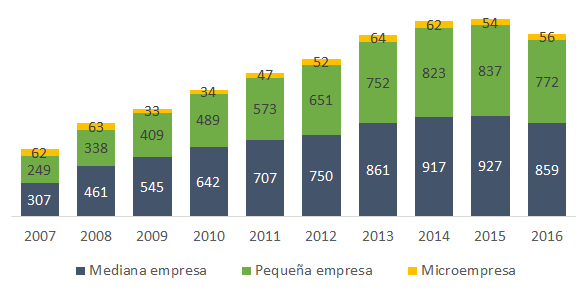 62 63 33 34 47 52 64 62 54 56
249 338 409 489 573 651 752 823 837 772
307 461 545 642 707 750 861 917 927 859
2007 2008 2009 2010 2011 2012 2013 2014 2015 2016
Mediana empresa Pequeña empresa Microempresa